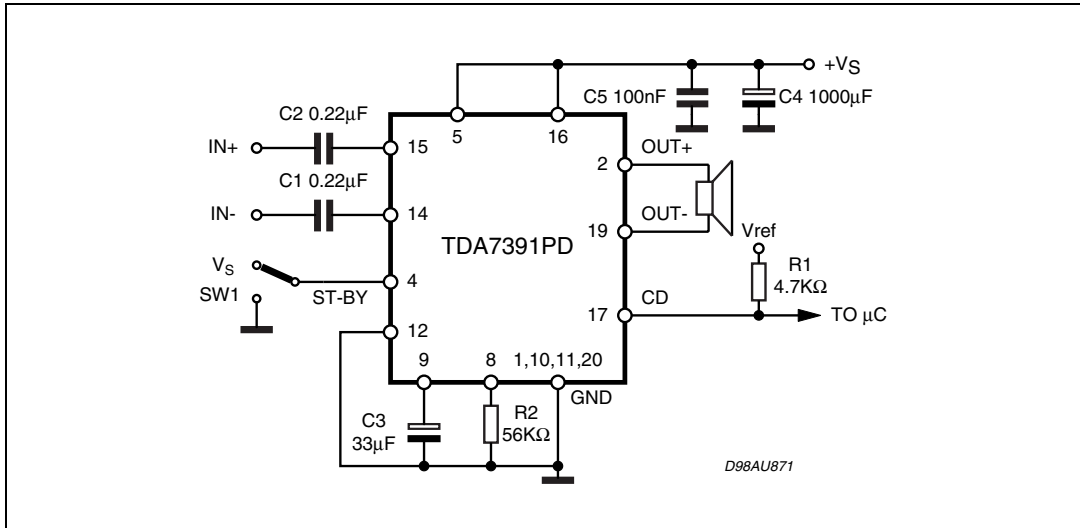 +VS
C5 100nF
C4 1000µF
C2 0.22µF
5
16
IN+
15
OUT+
2
C1 0.22µF
IN-
14
OUT-
19
TDA7391PD
Vref
VS
4
R1
4.7KΩ
SW1
ST-BY
CD
17
TO µC
12
9
8
1,10,11,20
GND
C3
33µF
R2
56KΩ
D98AU871